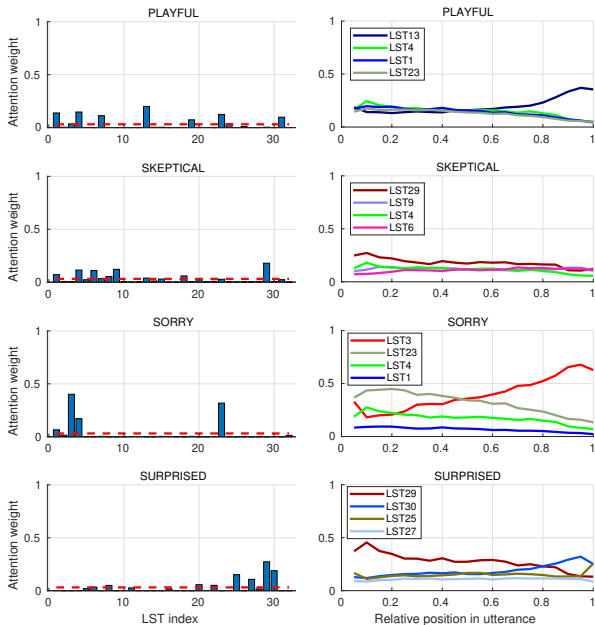 PLAYFUL
Attention weight
1
0.5
0
0 10 20 30
PLAYFUL
LST13
LST4
LST1
LST23
1
0.5
0
0 0.2 0.4 0.6 0.8 1
SKEPTICAL
Attention weight
1
0.5
0
0 10 20 30
SKEPTICAL
LST29
LST9
LST4
LST6
1
0.5
0
0 0.2 0.4 0.6 0.8 1
SORRY
Attention weight
1
0.5
0
0 10 20 30
SORRY
LST3
LST23
LST4
LST1
1
0.5
0
0 0.2 0.4 0.6 0.8 1
SURPRISED
Attention weight
1
0.5
0
0 10 20 30
LST index
SURPRISED
LST29
LST30
LST25
LST27
1
0.5
0
0 0.2 0.4 0.6 0.8 1
Relative position in utterance